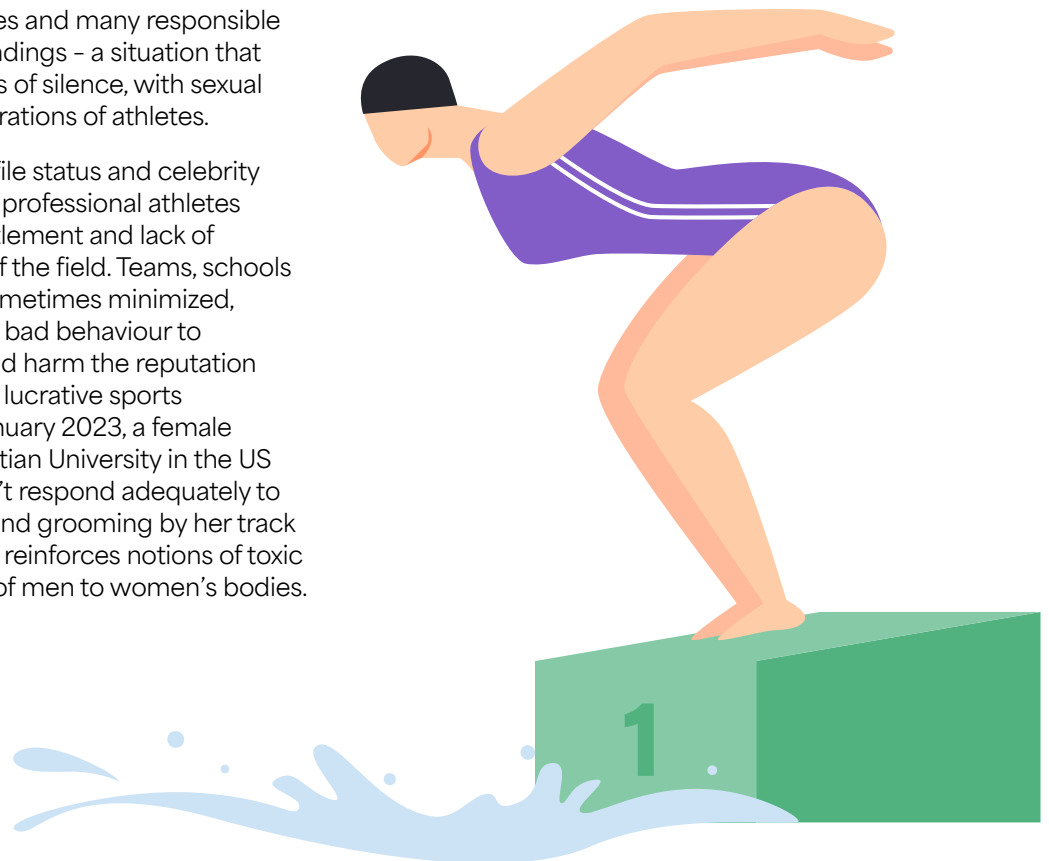 es and many responsible
ndings – a situation that
s of silence, with sexual
rations of athletes.
file status and celebrity
professional athletes
tlement and lack of
f the field. Teams, schools
metimes minimized,
bad behaviour to
d harm the reputation
lucrative sports
nuary 2023, a female
tian University in the US
’t respond adequately to
nd grooming by her track
reinforces notions of toxic
of men to women’s bodies.
1